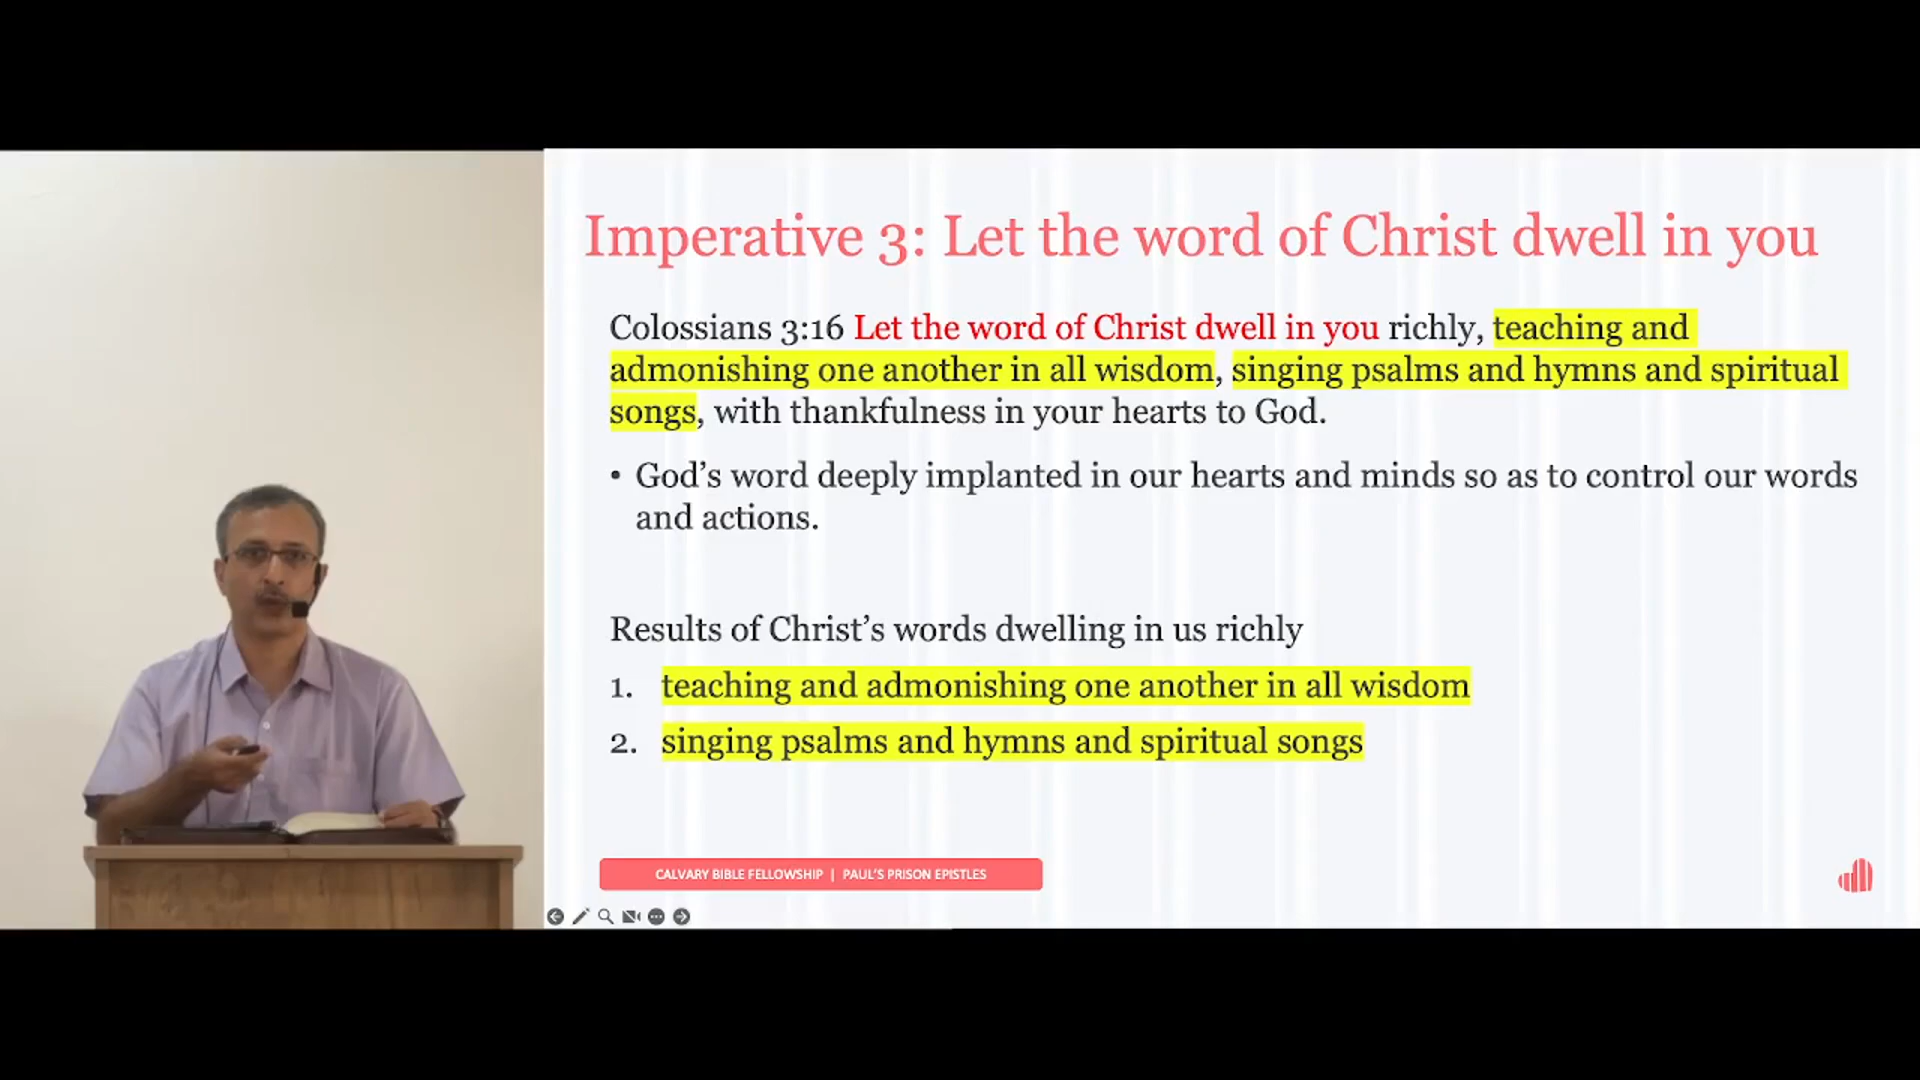 Imperative 3: Let the word of Christ dwell in you
Colossians 3:16 Let the word of Christ dwell in you richly, teaching and
admonishing one another in all wisdom, singing psalms and hymns and spiritual
songs, with thankfulness in your hearts to God.
• God’s word deeply implanted in our hearts and minds so as to control our words
and actions.
Results of Christ’s words dwelling in us richly
1. teaching and admonishing one another in all wisdom
2. singing psalms and hymns and spiritual songs
CALVARY BIBLE FELLOWSHIP | PAUL’S PRISON EPISTLES